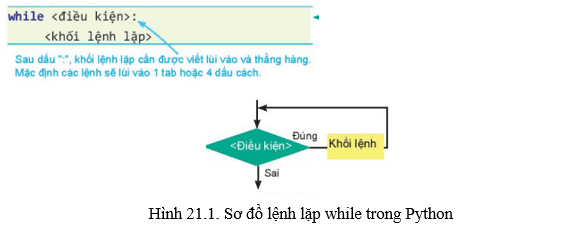 while <điều kiện>:
<khối lệnh lặp>
Sau dấu ":", khối lệnh lặp cần được viết lùi vào và thẳng hàng.
Mặc định các lệnh sẽ lùi vào 1 tab hoặc 4 dấu cách.
<Điều kiện>
Đúng
Khối lệnh
Sai
Hình 21.1. Sơ đồ lệnh lặp while trong Python